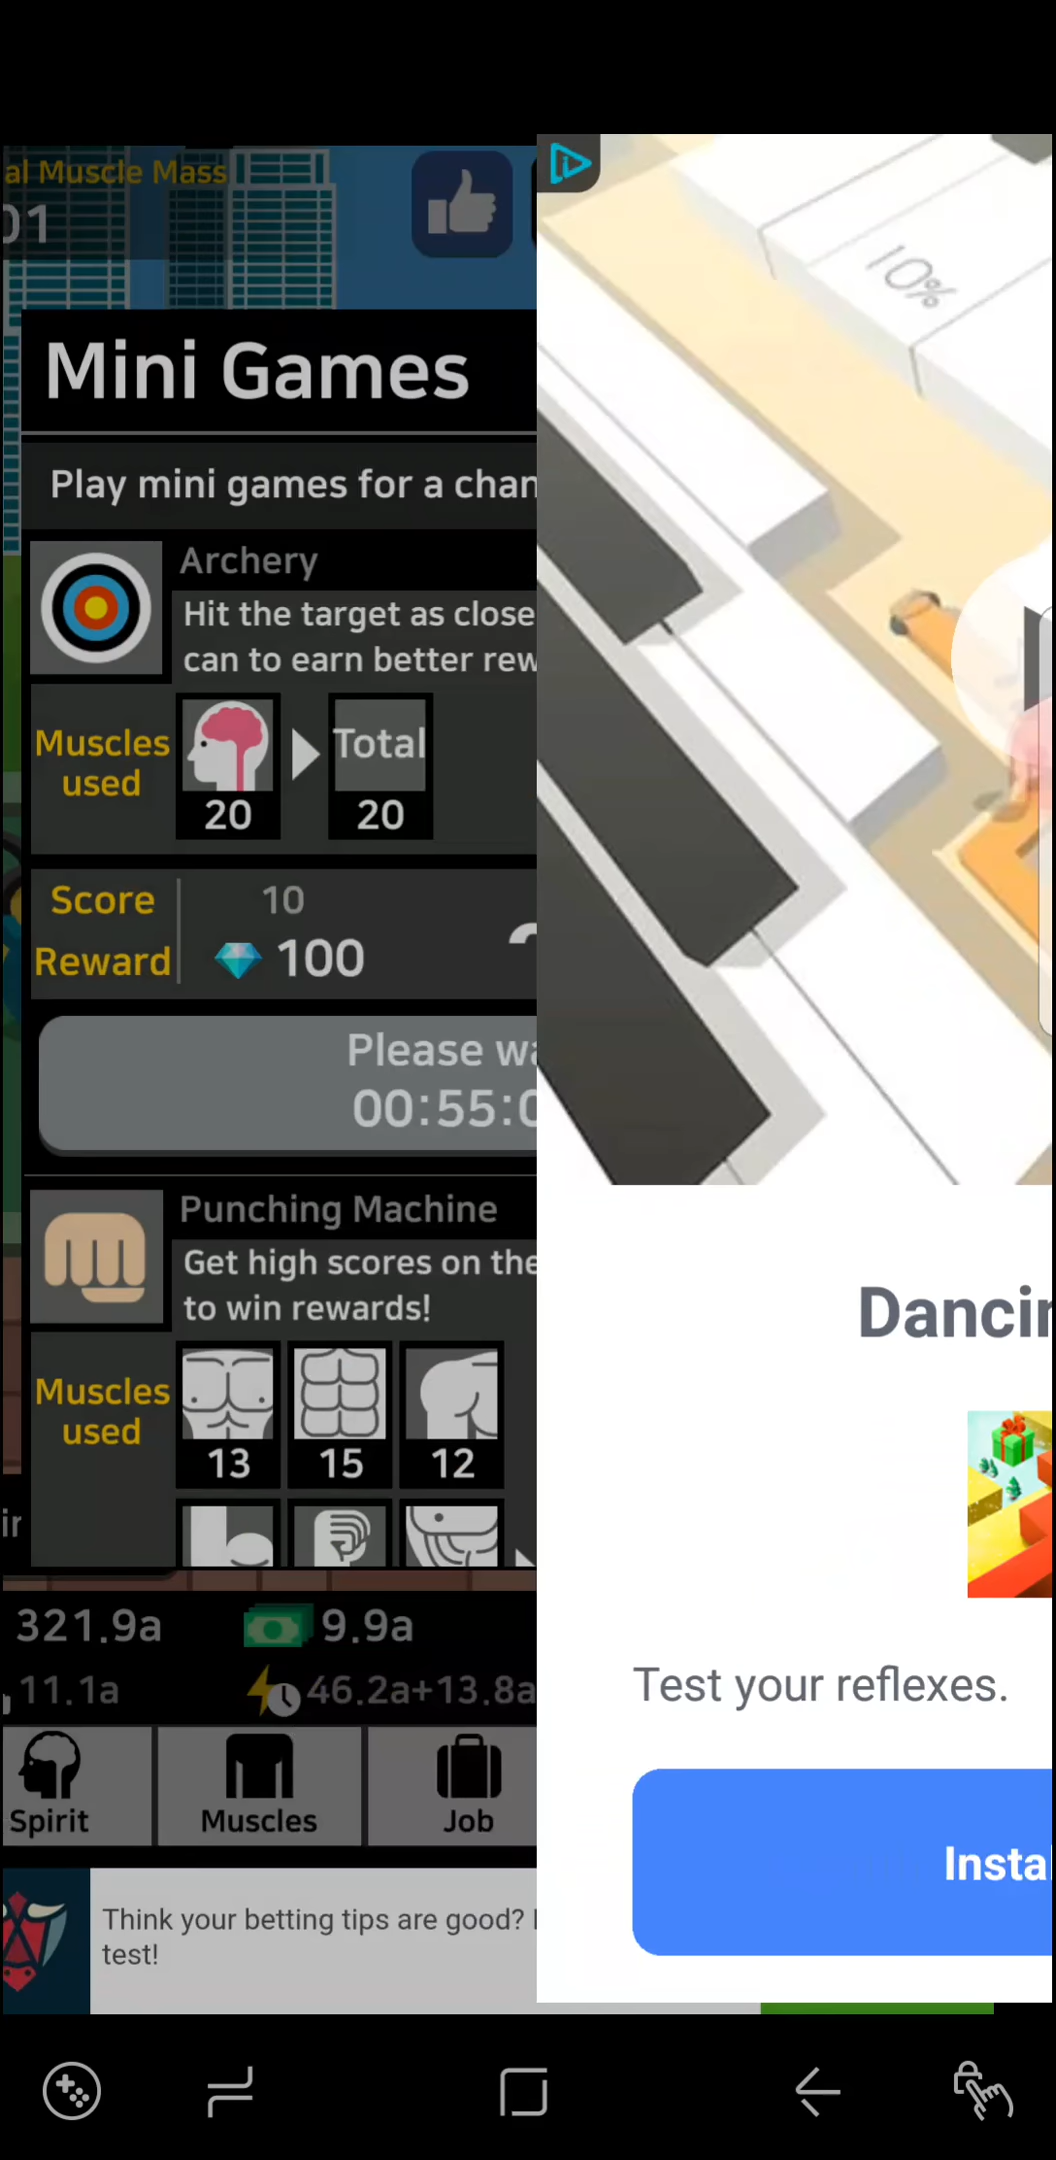 al Muscle Mass
01
Mini Games
Play mini games for a chan
Archery
Hit the target as close
can to earn better rew
Muscles
used
Total
20
20
Score
10
Reward
100
Please wa
00:55:0
Punching Machine
Get high scores on the
to win rewards!
Muscles
used
13
15
12
ir
321.9a
9.9a
11.1a
46.2a+13.8a
Spirit
Muscles
Job
Think your betting tips are good?
test!
10%
Dancin
Test your reflexes.
Insta